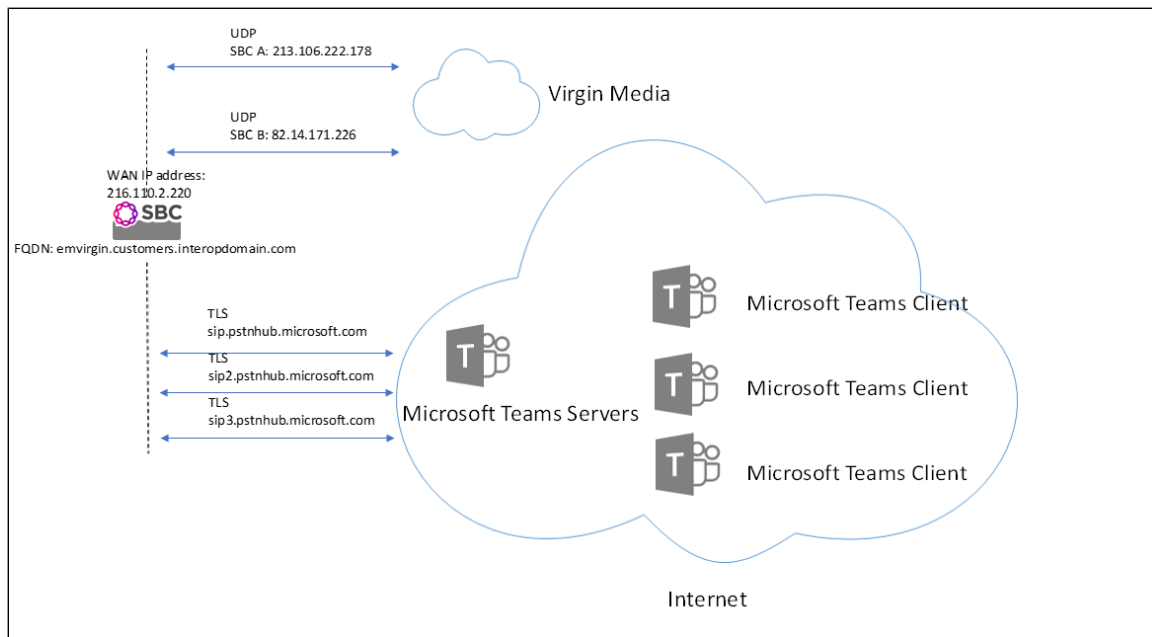 UDP
SBC A: 213.106.222.178
Virgin Media
UDP
SBC B: 82.14.171.226
WAN IP address:
216.110.2.220
SBC
FQDN: emvirgin.customers.interopdomain.com
TLS
sip.pstnhub.microsoft.com
TLS
sip2.pstnhub.microsoft.com
TLS
sip3.pstnhub.microsoft.com
T
Microsoft Teams Servers
T
Microsoft Teams Client
T
Microsoft Teams Client
T
Microsoft Teams Client
Internet